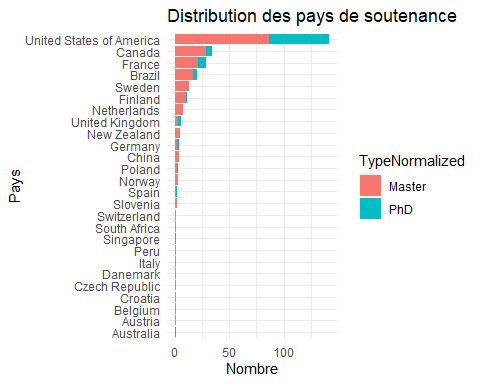 Distribution des pays de soutenance
Pays
United States of America
Canada
France
Brazil
Sweden
Finland
Netherlands
United Kingdom
New Zealand
Germany
China
Poland
Norway
Spain
Slovenia
Switzerland
South Africa
Singapore
Peru
Italy
Danemark
Czech Republic
Croatia
Belgium
Austria
Australia
0 50 100
Nombre
TypeNormalized
Master
PhD